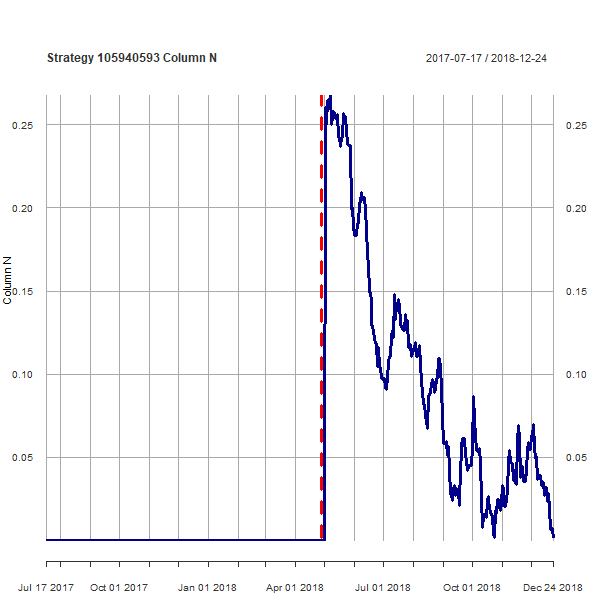 Strategy 105940593 Column N
2017-07-17 / 2018-12-24
Column N
0.25 0.25
0.20 0.20
0.15 0.15
0.10 0.10
0.05 0.05
Jul 17 2017 Oct 01 2017 Jan 01 2018 Apr 01 2018 Jul 01 2018 Oct 01 2018 Dec 24 2018